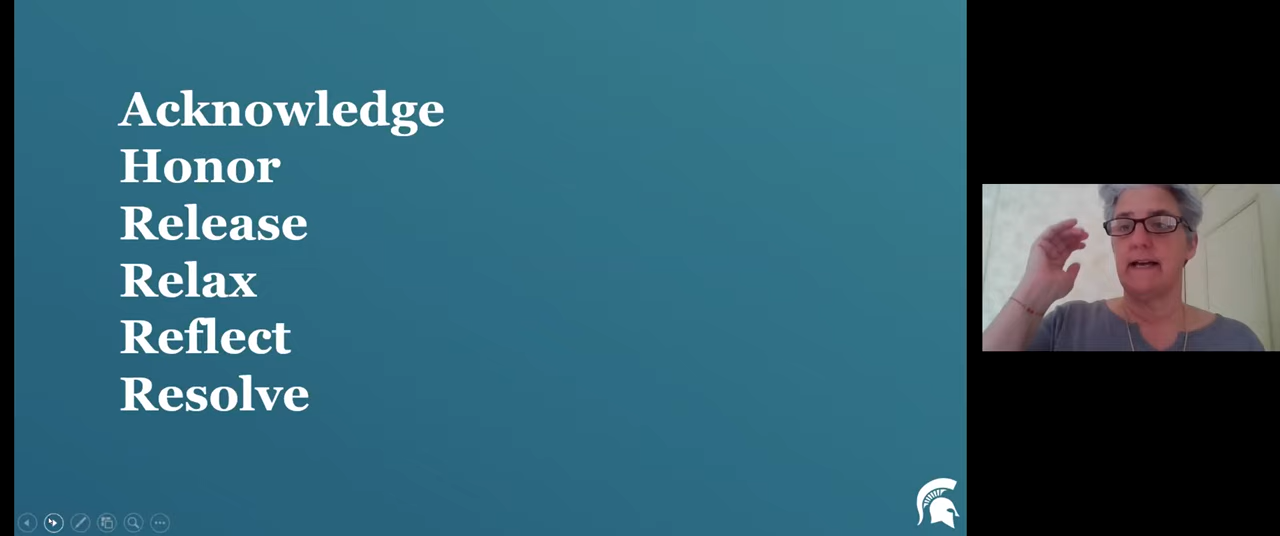 Acknowledge
Honor
Release
Relax
Reflect
Resolve